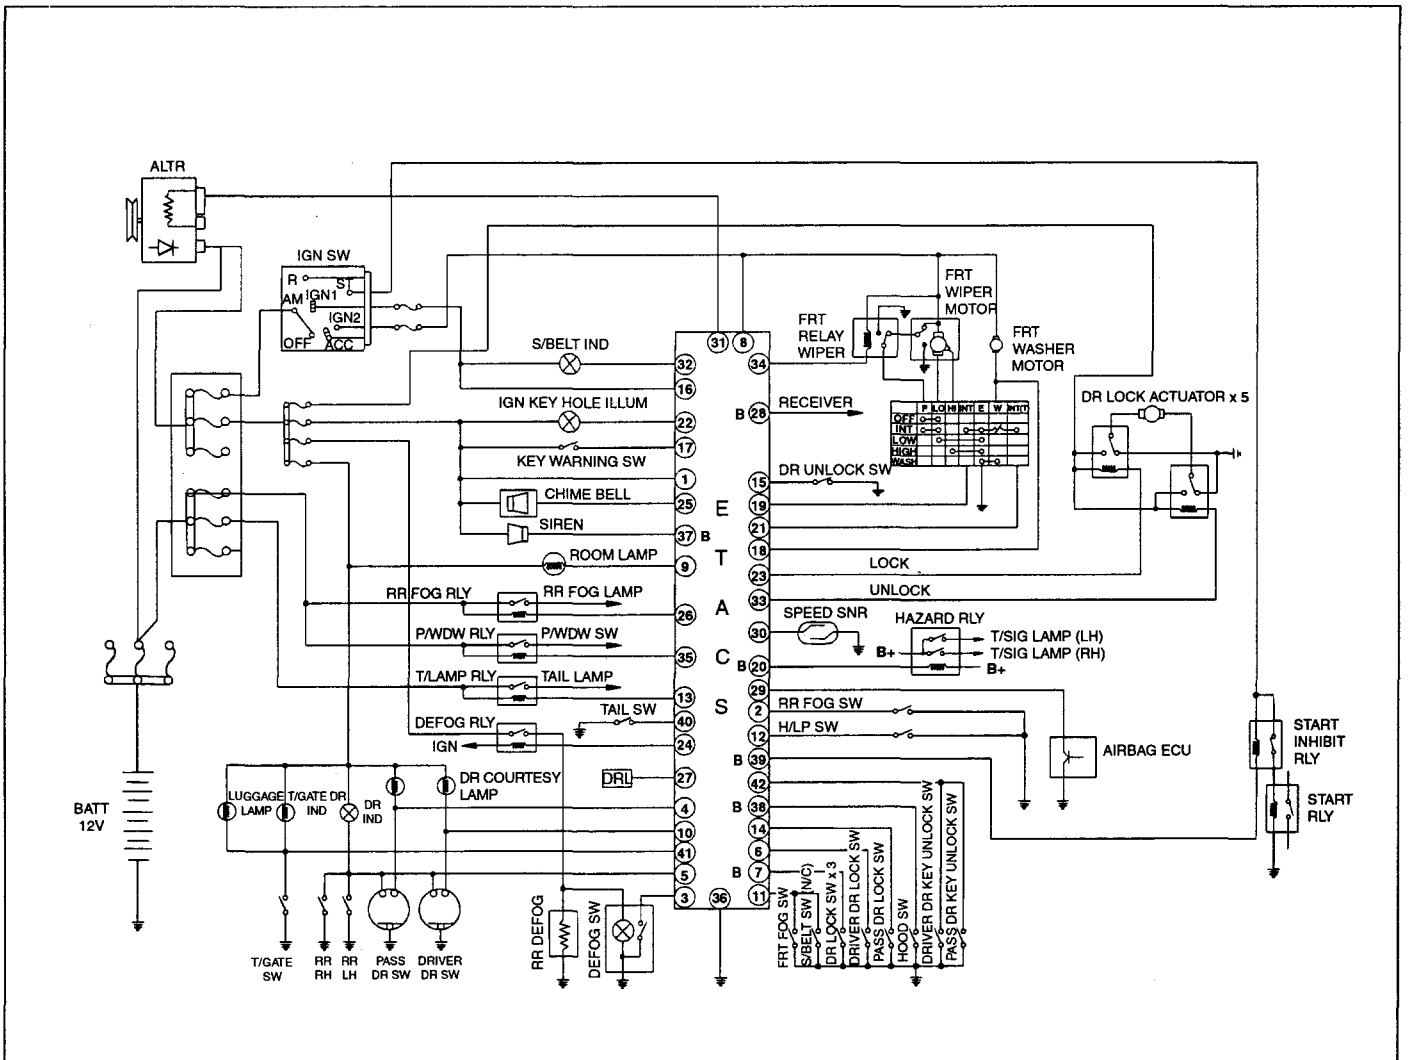 ALTR
IGN SW
R
ST
AM
IGN1
IGN2
OFF
ACC
FRT
WIPER
MOTOR
FRT
RELAY
WIPER
FRT
WASHER
MOTOR
S/BELT IND
31
8
32
34
16
DR LOCK ACTUATOR x 5
IGN KEY HOLE ILLUM
22
B
28
RECEIVER
P
LO
HI
INT
E
W
INT(T
OFF
INT
LOW
HIGH
WASH
KEY WARNING SW
17
1
15
DR UNLOCK SW
CHIME BELL
25
19
SIREN
37
B
21
ROOM LAMP
9
18
LOCK
23
UNLOCK
33
E
T
A
C
S
RR FOG RLY
RR FOG LAMP
26
SPEED SNR
30
HAZARD RLY
T/SIG LAMP (LH)
B+
T/SIG LAMP (RH)
B+
P/WDW RLY
P/WDW SW
35
B
20
T/LAMP RLY
TAIL LAMP
13
29
TAIL SW
40
2
RR FOG SW
DEFOG RLY
IGN
24
12
H/LP SW
AIRBAG ECU
START
INHIBIT
RLY
START
RLY
B
39
DRL
27
42
DR COURTESY
LAMP
4
B
38
BATT
12V
LUGGAGE
LAMP
T/GATE DR
IND
DR
IND
10
14
41
6
5
B
7
3
36
11
T/GATE
SW
RR
RH
RR
LH
PASS
DR SW
DRIVER
DR SW
RR DEFOG
DEFOG SW
FRT FOG SW
S/BELT SW (N/C)
DR LOCK SW x 3
DRIVER DR LOCK SW
PASS DR LOCK SW
HOOD SW
DRIVER DR KEY UNLOCK SW
PASS DR KEY UNLOCK SW